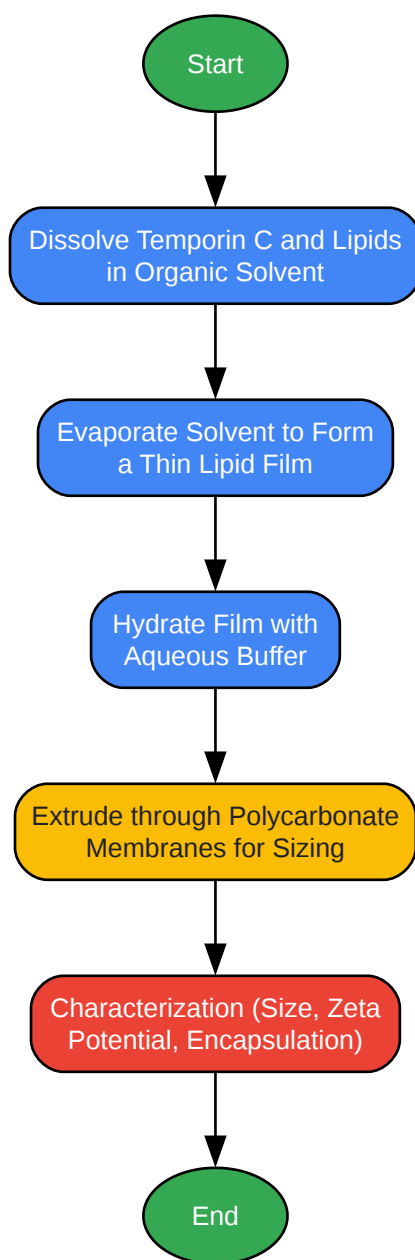 Start
Dissolve Temporin C and Lipids
in Organic Solvent
Evaporate Solvent to Form
a Thin Lipid Film
Hydrate Film with
Aqueous Buffer
Extrude through Polycarbonate
Membranes for Sizing
Characterization (Size, Zeta
Potential, Encapsulation)
End